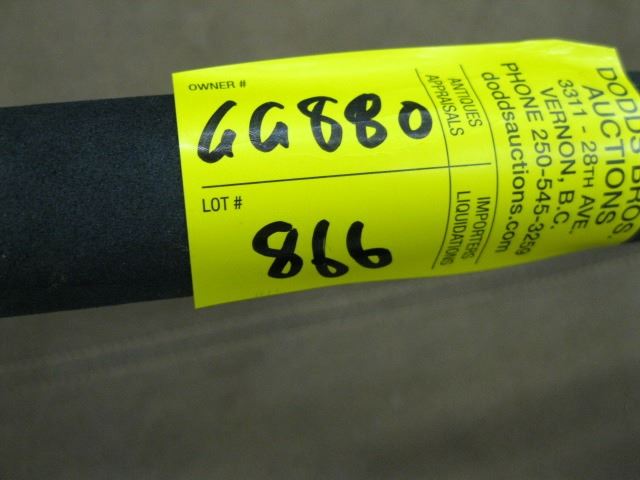 OWNER #
GG880
LOT #
866
ANTIQUES
APPRAISALS
IMPORTERS
LIQUIDATIONS
DODDS BROS.
AUCTIONS
3311 - 28TH AVE,
VERNON, B.C.
PHONE 250-545-3259
doddsauctions.com